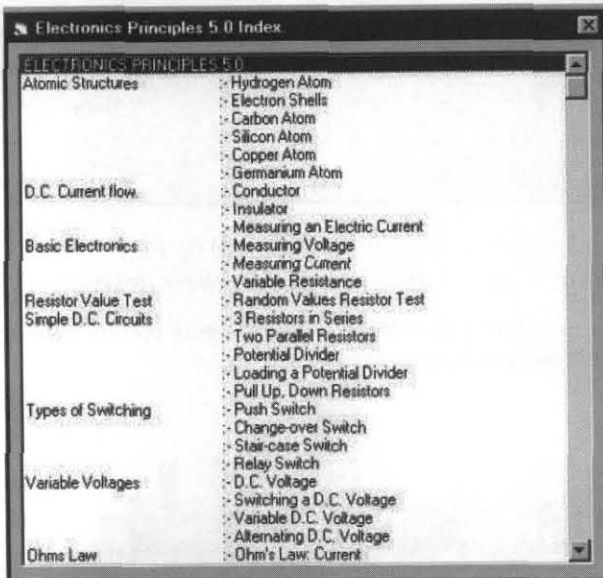 Electronics Principles 5.0 Index.
ELECTRONICS PRINCIPLES 5.0
Atomic Structures :- Hydrogen Atom
:- Electron Shells
:- Carbon Atom
:- Silicon Atom
:- Copper Atom
:- Germanium Atom
D.C. Current flow. :- Conductor
:- Insulator
:- Measuring an Electric Current
Basic Electronics :- Measuring Voltage
:- Measuring Current
:- Variable Resistance
Resistor Value Test :- Random Values Resistor Test
Simple D.C. Circuits :- 3 Resistors in Series
:- Two Parallel Resistors
:- Potential Divider
:- Loading a Potential Divider
:- Pull Up, Down Resistors
Types of Switching :- Push Switch
:- Change-over Switch
:- Stair-case Switch
:- Relay Switch
Variable Voltages :- D.C. Voltage
:- Switching a D.C. Voltage
:- Variable D.C. Voltage
:- Alternating D.C. Voltage
Ohms Law :- Ohm's Law: Current